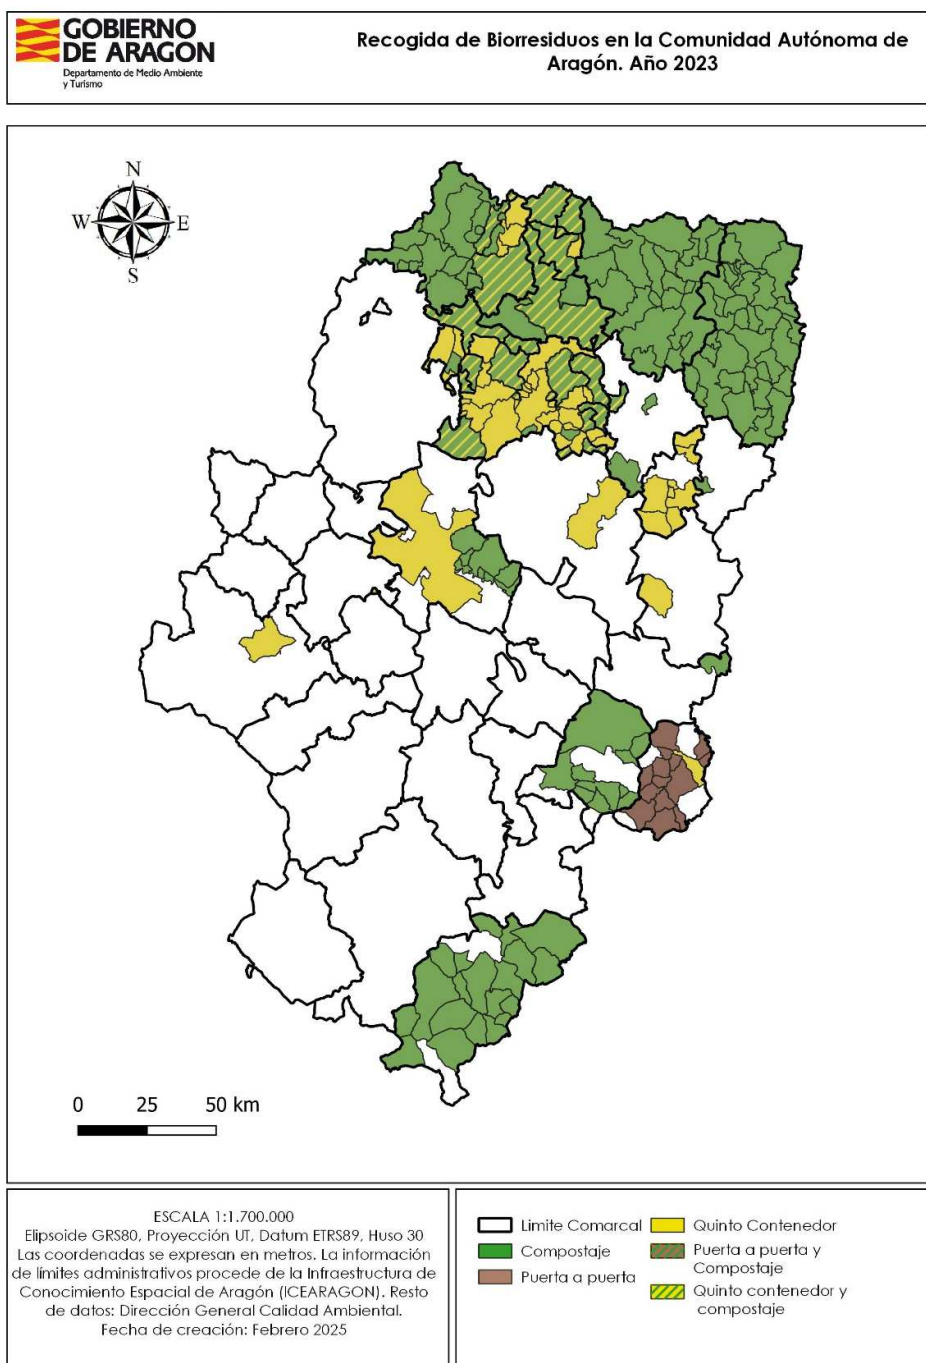 GOBIERNO
DE ARAGON
Departamento de Medio Ambiente
y Turismo
Recogida de Biorresiduos en la Comunidad Autónoma de
Aragón. Año 2023
N
W
E
S
0 25 50 km
ESCALA 1:1.700.000
Elipsoide GRS80, Proyección UT, Datum ETRS89, Huso 30
Las coordenadas se expresan en metros. La información
de límites administrativos procede de la Infraestructura de
Conocimiento Espacial de Aragón (ICEARAGON). Resto
de datos: Dirección General Calidad Ambiental.
Fecha de creación: Febrero 2025
Limite Comarcal
Compostaje
Puerta a puerta
Quinto Contenedor
Puerta a puerta y
Compostaje
Quinto contenedor y
compostaje